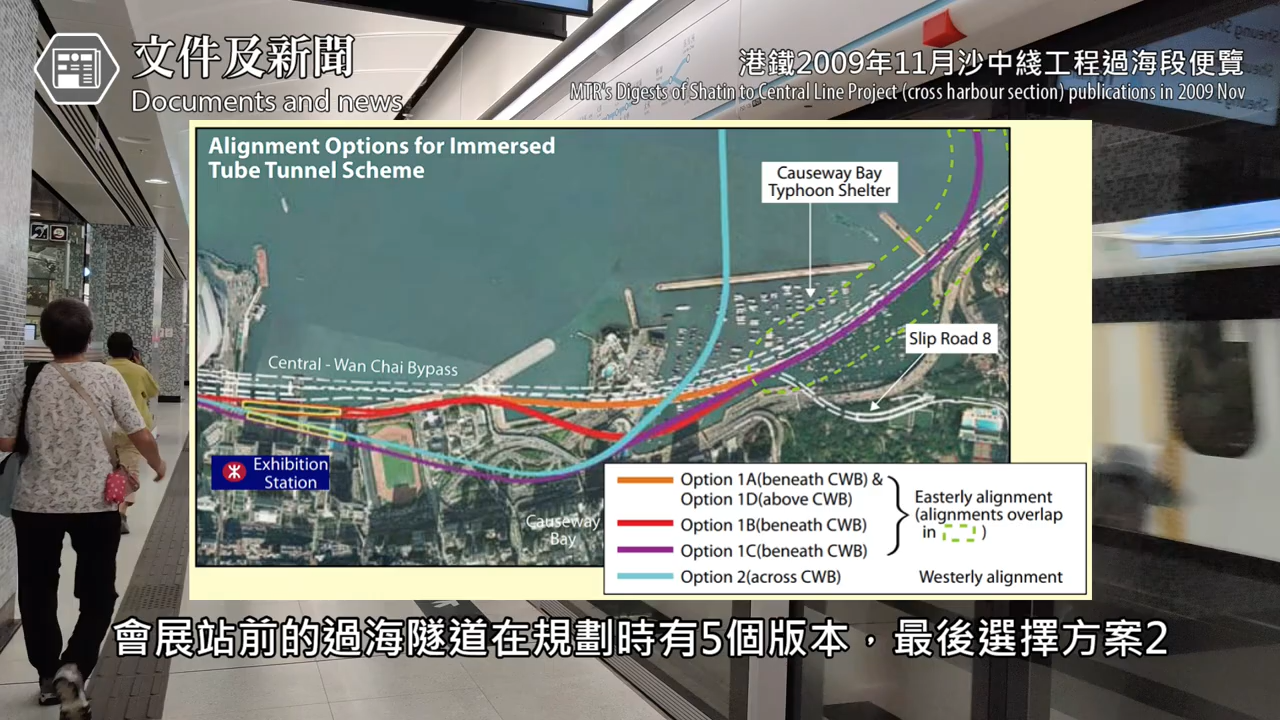 文件及新聞
Documents and news
港鐵2009年11月沙中綫工程過海段便覽
MTR's Digests of Shatin to Central Line Project (cross harbour section) publications in 2009 Nov
Alignment Options for Immersed
Tube Tunnel Scheme
Causeway Bay
Typhoon Shelter
Slip Road 8
Central - Wan Chai Bypass
Exhibition
Station
Causeway
Bay
Option 1A(beneath CWB) &
Option 1D(above CWB)
Option 1B(beneath CWB)
Option 1C(beneath CWB)
Easterly alignment
(alignments overlap
in )
Option 2(across CWB)
Westerly alignment
會展站前的過海隧道在規劃時有5個版本，最後選擇方案2